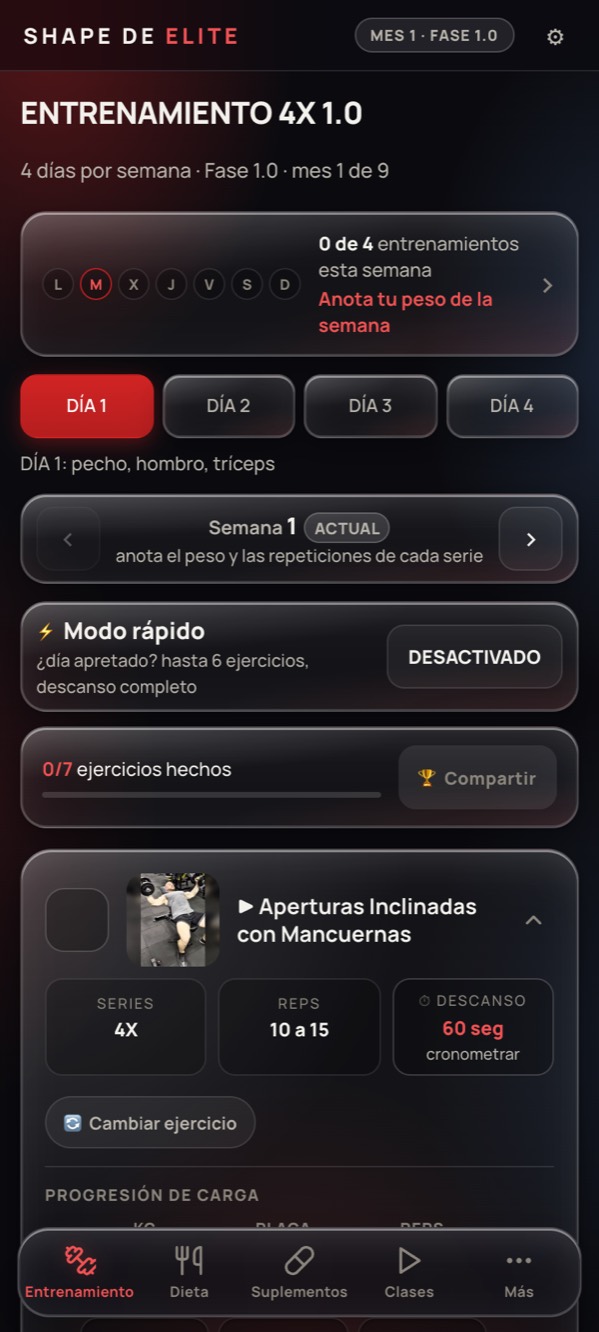 SHAPE DE ELITE
MES 1 · FASE 1.0
ENTRENAMIENTO 4X 1.0
4 días por semana · Fase 1.0 · mes 1 de 9
L M X J V S D
0 de 4 entrenamientos
esta semana
Anota tu peso de la
semana
DÍA 1
DÍA 2
DÍA 3
DÍA 4
DÍA 1: pecho, hombro, tríceps
Semana 1 ACTUAL
anota el peso y las repeticiones de cada serie
Modo rápido
¿día apretado? hasta 6 ejercicios,
descanso completo
DESACTIVADO
0/7 ejercicios hechos
Compartir
Aperturas Inclinadas
con Mancuernas
SERIES
4X
REPS
10 a 15
DESCANSO
60 seg
cronometrar
Cambiar ejercicio
PROGRESIÓN DE CARGA
KG PLACA REPS
Entrenamiento
Dieta
Suplementos
Clases
Más